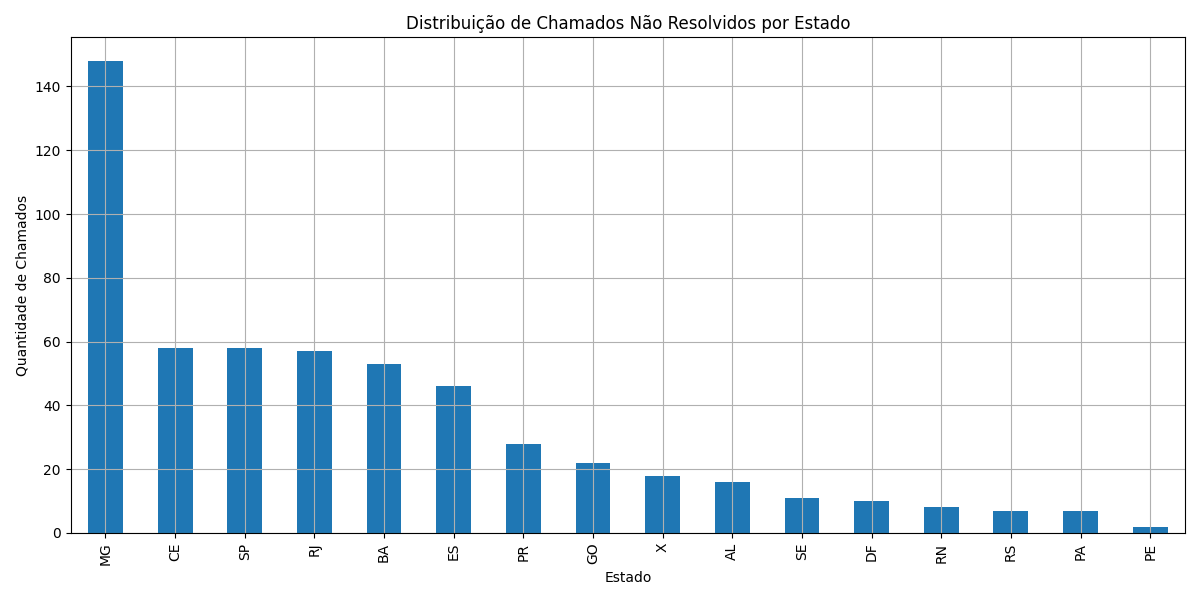 Distribuição de Chamados Não Resolvidos por Estado
Quantidade de Chamados
140
120
100
80
60
40
20
0
MG CE SP RJ BA ES PR GO X AL SE DF RN RS PA PE
Estado